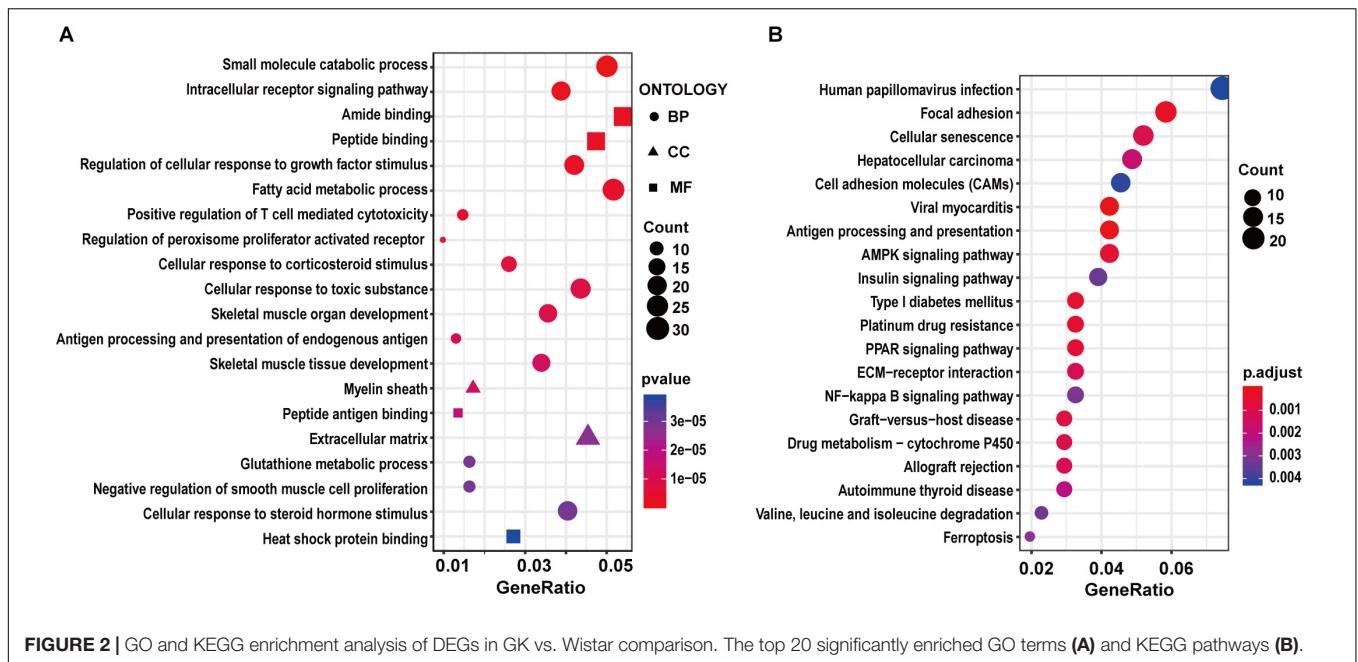 A
Small molecule catabolic process
Intracellular receptor signaling pathway
Amide binding
Peptide binding
Regulation of cellular response to growth factor stimulus
Fatty acid metabolic process
Positive regulation of T cell mediated cytotoxicity
Regulation of peroxisome proliferator activated receptor
Cellular response to corticosteroid stimulus
Cellular response to toxic substance
Skeletal muscle organ development
Antigen processing and presentation of endogenous antigen
Skeletal muscle tissue development
Myelin sheath
Peptide antigen binding
Extracellular matrix
Glutathione metabolic process
Negative regulation of smooth muscle cell proliferation
Cellular response to steroid hormone stimulus
Heat shock protein binding
0.01 0.03 0.05
GeneRatio
ONTOLOGY
BP
CC
MF
Count
10
15
20
25
30
pvalue
3e−05
2e−05
1e−05
B
Human papillomavirus infection
Focal adhesion
Cellular senescence
Hepatocellular carcinoma
Cell adhesion molecules (CAMs)
Viral myocarditis
Antigen processing and presentation
AMPK signaling pathway
Insulin signaling pathway
Type I diabetes mellitus
Platinum drug resistance
PPAR signaling pathway
ECM−receptor interaction
NF−kappa B signaling pathway
Graft−versus−host disease
Drug metabolism − cytochrome P450
Allograft rejection
Autoimmune thyroid disease
Valine, leucine and isoleucine degradation
Ferroptosis
0.02 0.04 0.06
GeneRatio
Count
10
15
20
p.adjust
0.001
0.002
0.003
0.004
FIGURE 2 | GO and KEGG enrichment analysis of DEGs in GK vs. Wistar comparison. The top 20 significantly enriched GO terms (A) and KEGG pathways (B).